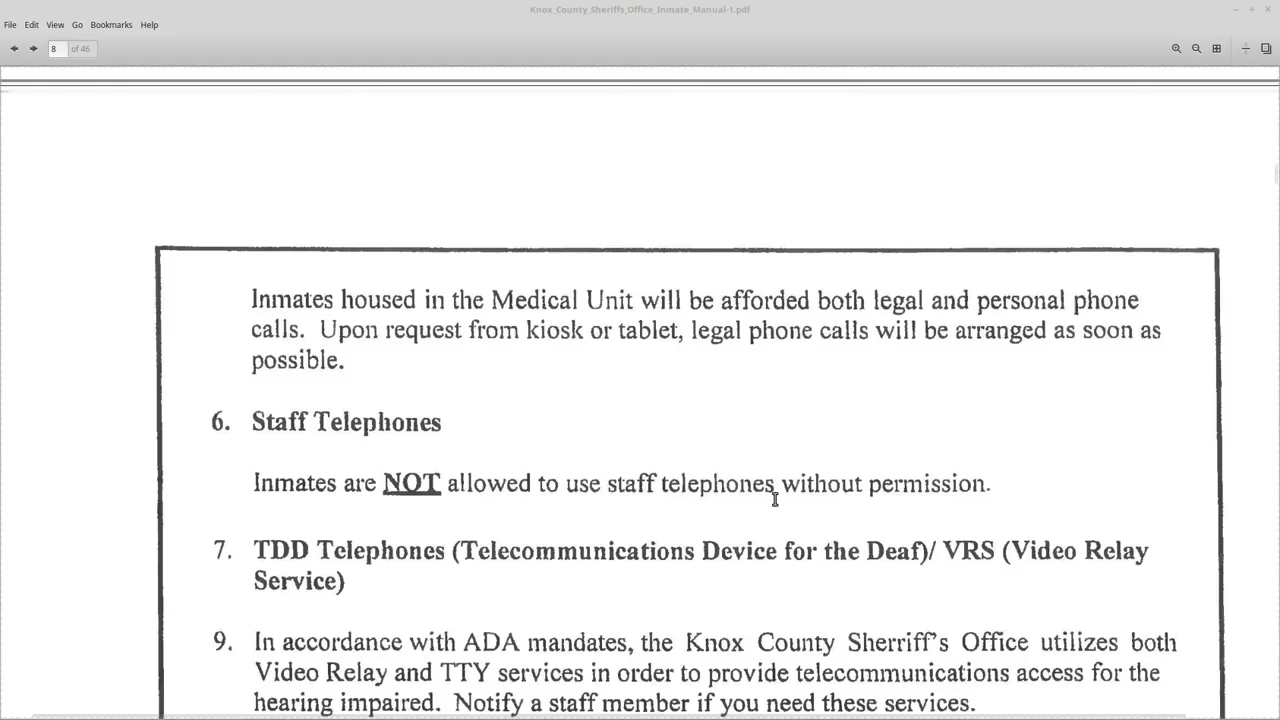 Knox_County_Sheriffs_Office_Inmate_Manual-1.pdf
File Edit View Go Bookmarks Help
8 of 46
Inmates housed in the Medical Unit will be afforded both legal and personal phone
calls. Upon request from kiosk or tablet, legal phone calls will be arranged as soon as
possible.
6. Staff Telephones
Inmates are NOT allowed to use staff telephones without permission.
7. TDD Telephones (Telecommunications Device for the Deaf)/ VRS (Video Relay
Service)
9. In accordance with ADA mandates, the Knox County Sherriff's Office utilizes both
Video Relay and TTY services in order to provide telecommunications access for the
hearing impaired. Notify a staff member if you need these services.